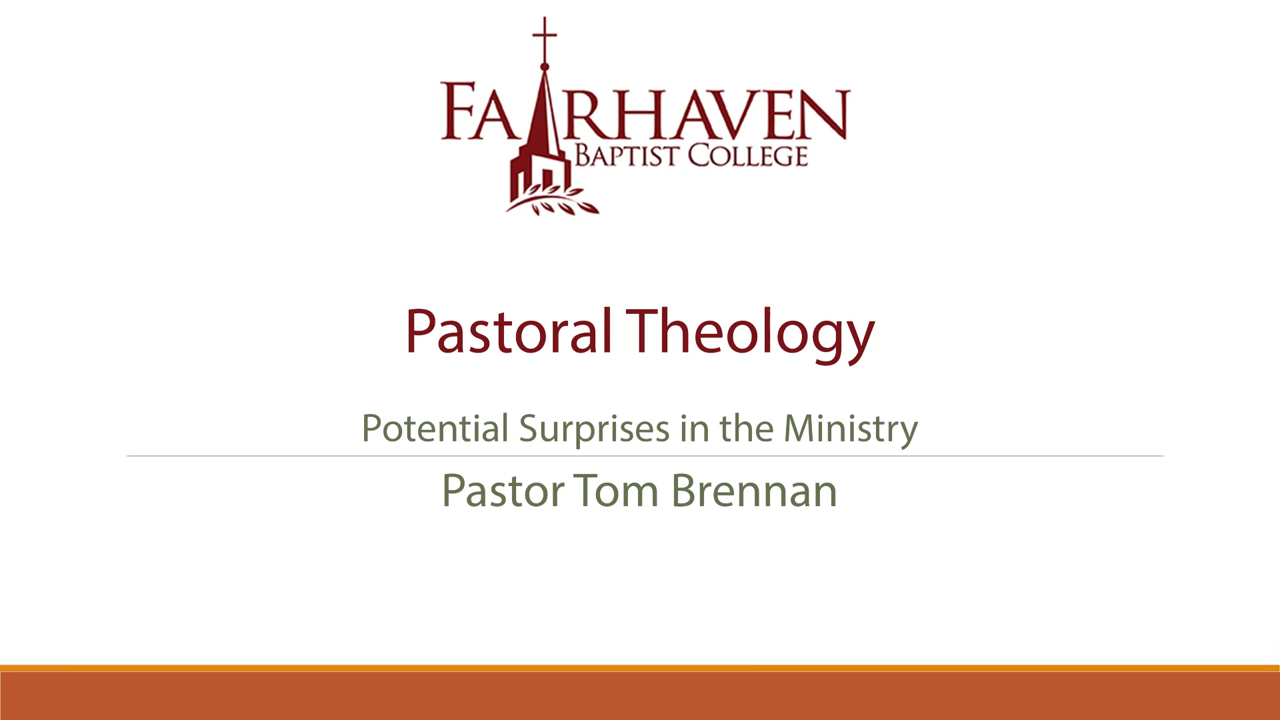 FAIRHAVEN
BAPTIST COLLEGE
Pastoral Theology
Potential Surprises in the Ministry
Pastor Tom Brennan